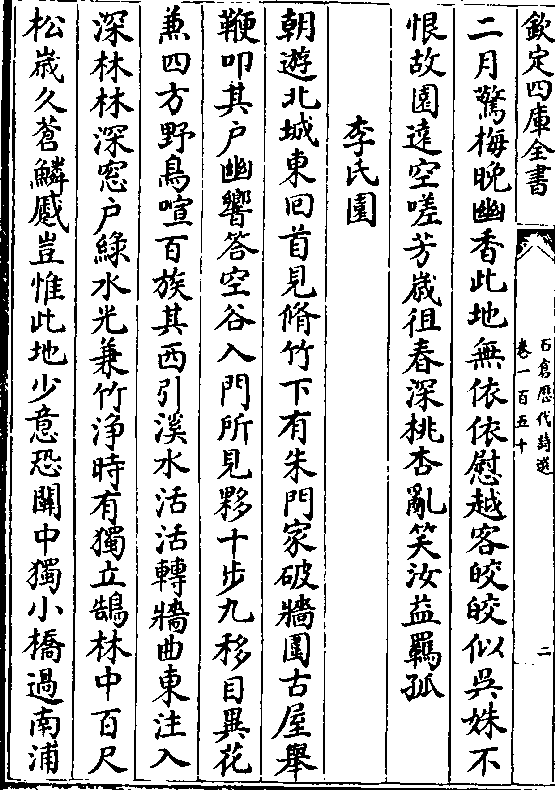 欽定四庫全書
石倉歷代詩選
卷一百五十
二
二月驚梅晚幽香此地無依依慰越客皎皎似吳姝不
恨故園遠空嗟芳歳徂春深桃杏亂笑汝益羈孤
李氏園
朝遊北城東囘首見脩竹下有朱門家破牆圍古屋舉
鞭叩其户幽響答空谷入門所見夥十步九移目異花
兼四方野鳥喧百族其西引溪水活活轉牆曲東注入
深林林深窓户綠水光兼竹淨時有獨立鵠林中百尺
松歳久蒼鱗蹙豈惟此地少意恐關中獨小橋過南浦